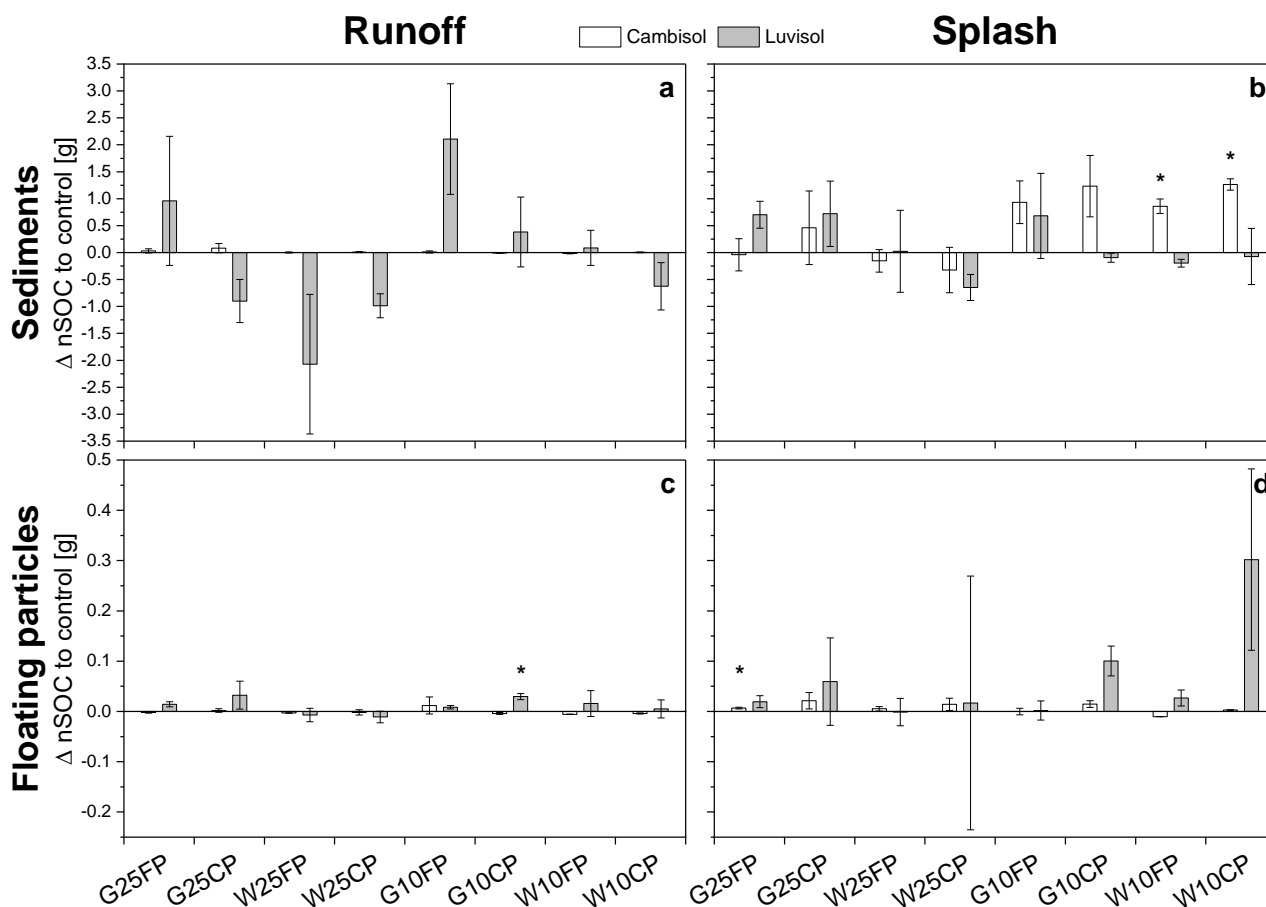 Runoff
Cambisol
Luvisol
Splash
Sediments
Δ nSOC to control [g]
3.5
3.0
2.5
2.0
1.5
1.0
0.5
0.0
-0.5
-1.0
-1.5
-2.0
-2.5
-3.0
-3.5
a
b
*
*
Floating particles
Δ nSOC to control [g]
0.5
0.4
0.3
0.2
0.1
0.0
-0.1
-0.2
c
*
d
*
G25FP
G25CP
W25FP
W25CP
G10FP
G10CP
W10FP
W10CP
G25FP
G25CP
W25FP
W25CP
G10FP
G10CP
W10FP
W10CP